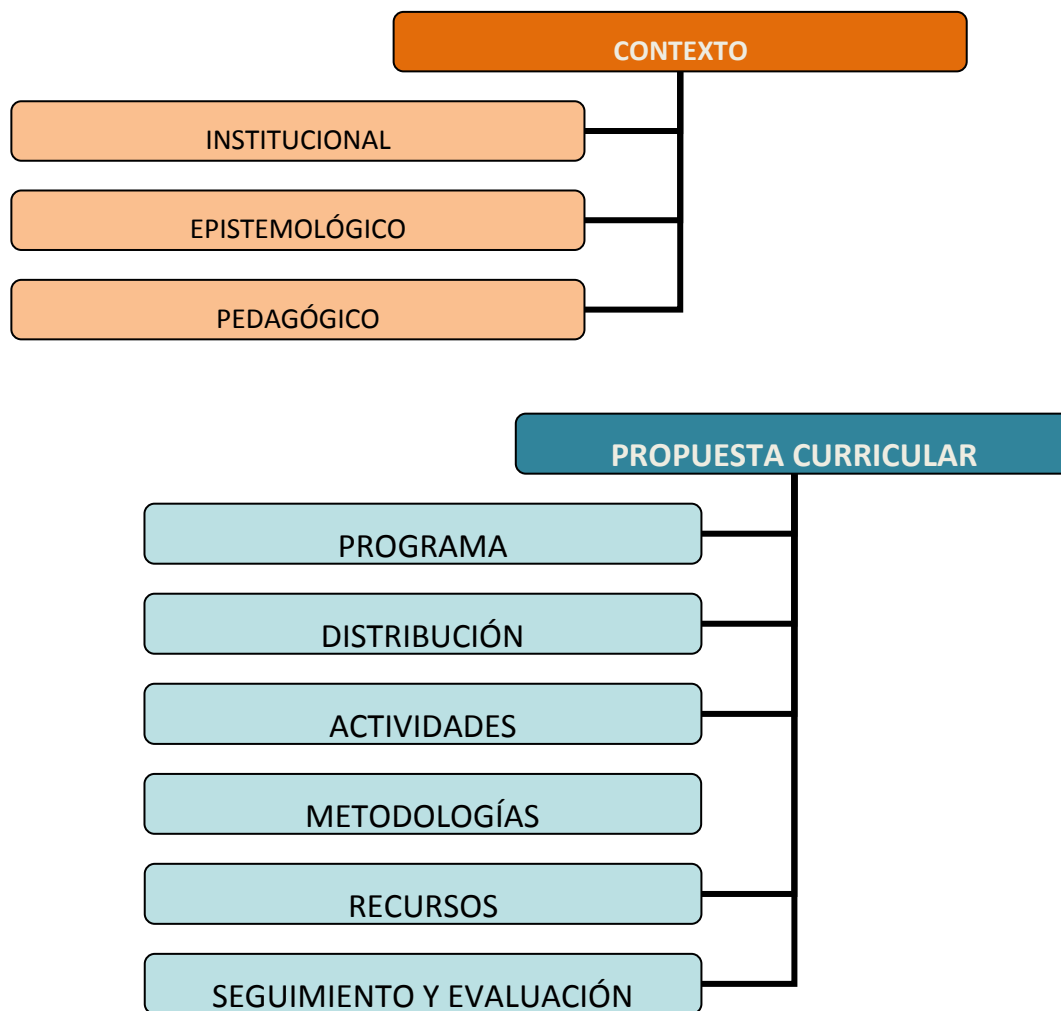 CONTEXTO
INSTITUCIONAL
EPISTEMOLÓGICO
PEDAGÓGICO
PROPUESTA CURRICULAR
PROGRAMA
DISTRIBUCIÓN
ACTIVIDADES
METODOLOGÍAS
RECURSOS
SEGUIMIENTO Y EVALUACIÓN